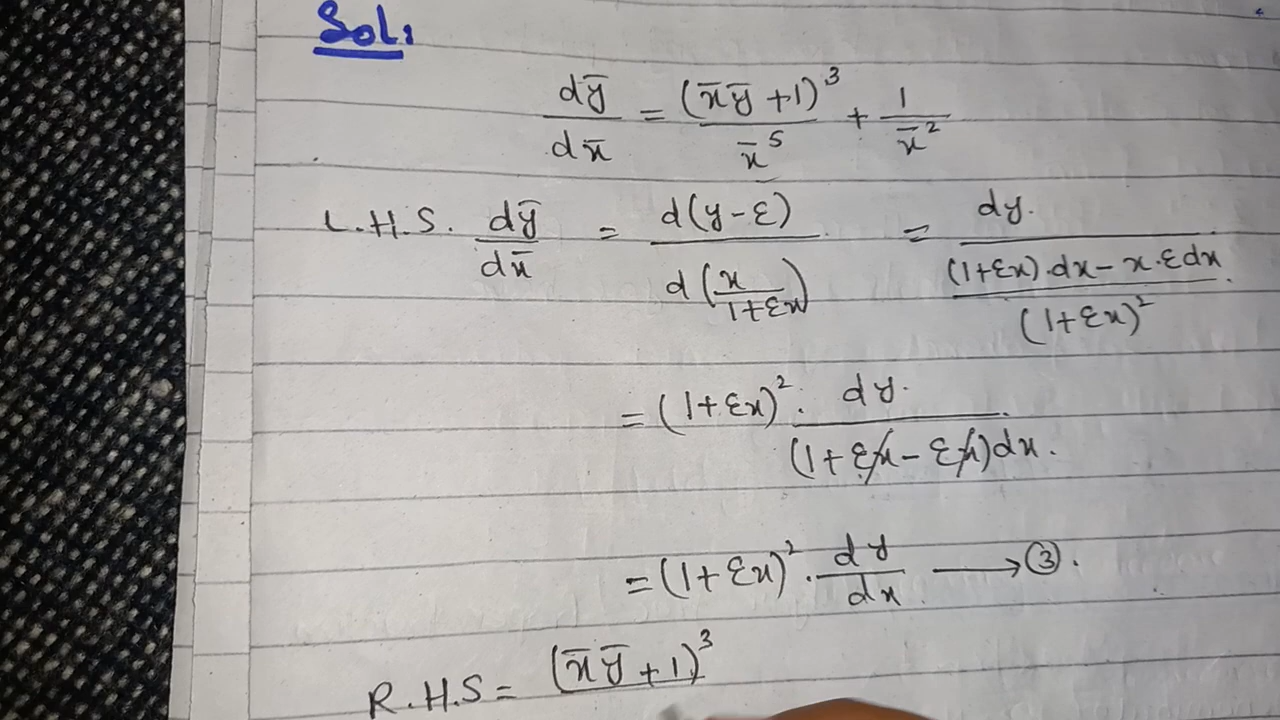 Sol:
dȳ/dx̄ = (x̄ȳ+1)³/x̄⁵ + 1/x̄²
L.H.S. dȳ/dx̄ = d(y-ε)/d(x/1+εx) = dy./((1+εx).dx-x.εdx/(1+εx)²)
=(1+εx)². dy./(1+εx-εx)dx.
=(1+εx)².dy/dx → ③.
R.H.S= (x̄ȳ+1)³